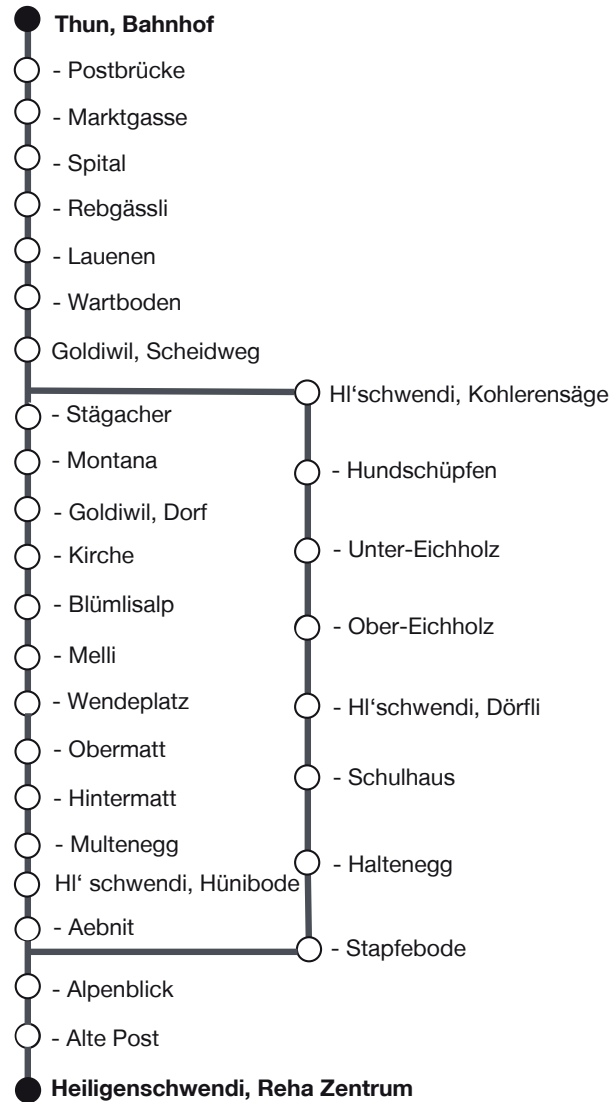 Thun, Bahnhof
- Postbrücke
- Marktgasse
- Spital
- Rebgässli
- Lauenen
- Wartboden
Goldiwil, Scheidweg
- Stägacher
- Montana
- Goldiwil, Dorf
- Kirche
- Blümlisalp
- Melli
- Wendeplatz
- Obermatt
- Hintermatt
- Multenegg
Hl‘ schwendi, Hünibode
- Aebnit
Hl‘schwendi, Kohlerensäge
- Hundschüpfen
- Unter-Eichholz
- Ober-Eichholz
- Hl‘schwendi, Dörfli
- Schulhaus
- Haltenegg
- Stapfebode
- Alpenblick
- Alte Post
Heiligenschwendi, Reha Zentrum